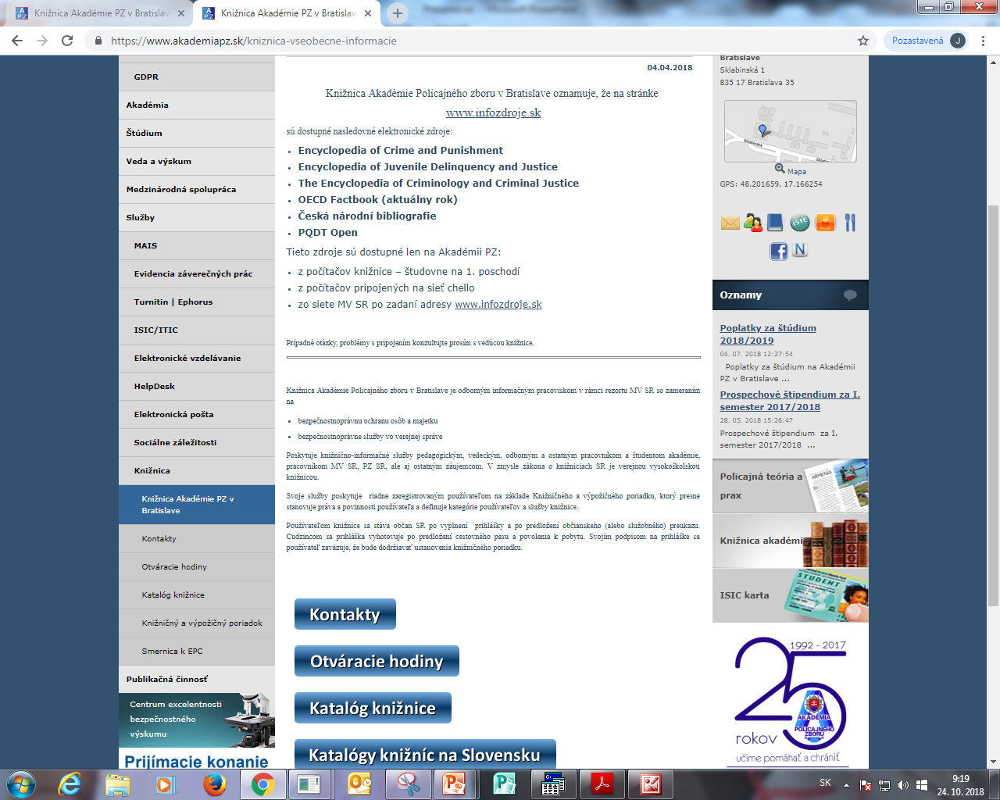 Knižnica Akadémie PZ v Bratislave
Knižnica Akadémie PZ v Bratislave
https://www.akademiapz.sk/kniznica-vseobecne-informacie
Pozastavená
J
GDPR
Akadémia
Štúdium
Veda a výskum
Medzinárodná spolupráca
Služby
MAIS
Evidencia záverečných prác
Turnitin | Ephorus
ISIC/ITIC
Elektronické vzdelávanie
HelpDesk
Elektronická pošta
Sociálne záležitosti
Knižnica
Knižnica Akadémie PZ v
Bratislave
Kontakty
Otváracie hodiny
Katalóg knižnice
Knižničný a výpožičný poriadok
Smernica k EPC
Publikačná činnosť
Centrum excelentnosti
bezpečnostného
výskumu
Prijímacie konanie
04.04.2018
Knižnica Akadémie Policajného zboru v Bratislave oznamuje, že na stránke
www.infozdroje.sk
sú dostupné nasledovné elektronické zdroje:
• Encyclopedia of Crime and Punishment
• Encyclopedia of Juvenile Delinquency and Justice
• The Encyclopedia of Criminology and Criminal Justice
• OECD Factbook (aktuálny rok)
• Česká národní bibliografie
• PQDT Open
Tieto zdroje sú dostupné len na Akadémii PZ:
• z počítačov knižnice – študovne na 1. poschodí
• z počítačov pripojených na sieť chello
• zo siete MV SR po zadaní adresy www.infozdroje.sk
Prípadné otázky, problémy s pripojením konzultujte prosím s vedúcou knižnice.
Knižnica Akadémie Policajného zboru v Bratislave je odborným informačným pracoviskom v rámci rezortu MV SR so zameraním
na
• bezpečnostnoprávnu ochranu osôb a majetku
• bezpečnostnoprávne služby vo verejnej správe
Poskytuje knižnično-informačné služby pedagogickým, vedeckým, odborným a ostatným pracovníkom a študentom akadémie,
pracovníkom MV SR, PZ SR, ale aj ostatným záujemcom. V zmysle zákona o knižniciach SR je verejnou vysokoškolskou
knižnicou.
Svoje služby poskytuje riadne zaregistrovaným používateľom na základe Knižničného a výpožičného poriadku, ktorý presne
stanovuje práva a povinnosti používateľa a definuje kategórie používateľov a služby knižnice.
Používateľom knižnice sa stáva občan SR po vyplnení prihlášky a po predložení občianskeho (alebo služobného) preukazu.
Cudzincom sa prihláška vyhotovuje po predložení cestovného pasu a povolenia k pobytu. Svojím podpisom na prihláške sa
používateľ zaväzuje, že bude dodržiavať ustanovenia knižničného poriadku.
Kontakty
Otváracie hodiny
Katalóg knižnice
Katalógy knižníc na Slovensku
Bratislave
Sklabinská 1
835 17 Bratislava 35
Sklabinská
Mapa
GPS: 48.201659, 17.166254
ISIC
f N
Oznamy
Poplatky za štúdium
2018/2019
04. 07. 2018 12:27:54
Poplatky za štúdium na Akadémii
PZ v Bratislave ...
Prospechové štipendium za I.
semester 2017/2018
28. 05. 2018 15:26:47
Prospechové štipendium za I.
semester 2017/2018 ...
Policajná teória a
prax
ARMENIA
Knižnica akadémi
ISIC karta
STUDENT
1992 - 2017
25
AKADÉMIA
POLICAJNÉHO
ZBORU
rokov
učíme pomáhať a chrániť
SK
9:19
24. 10. 2018